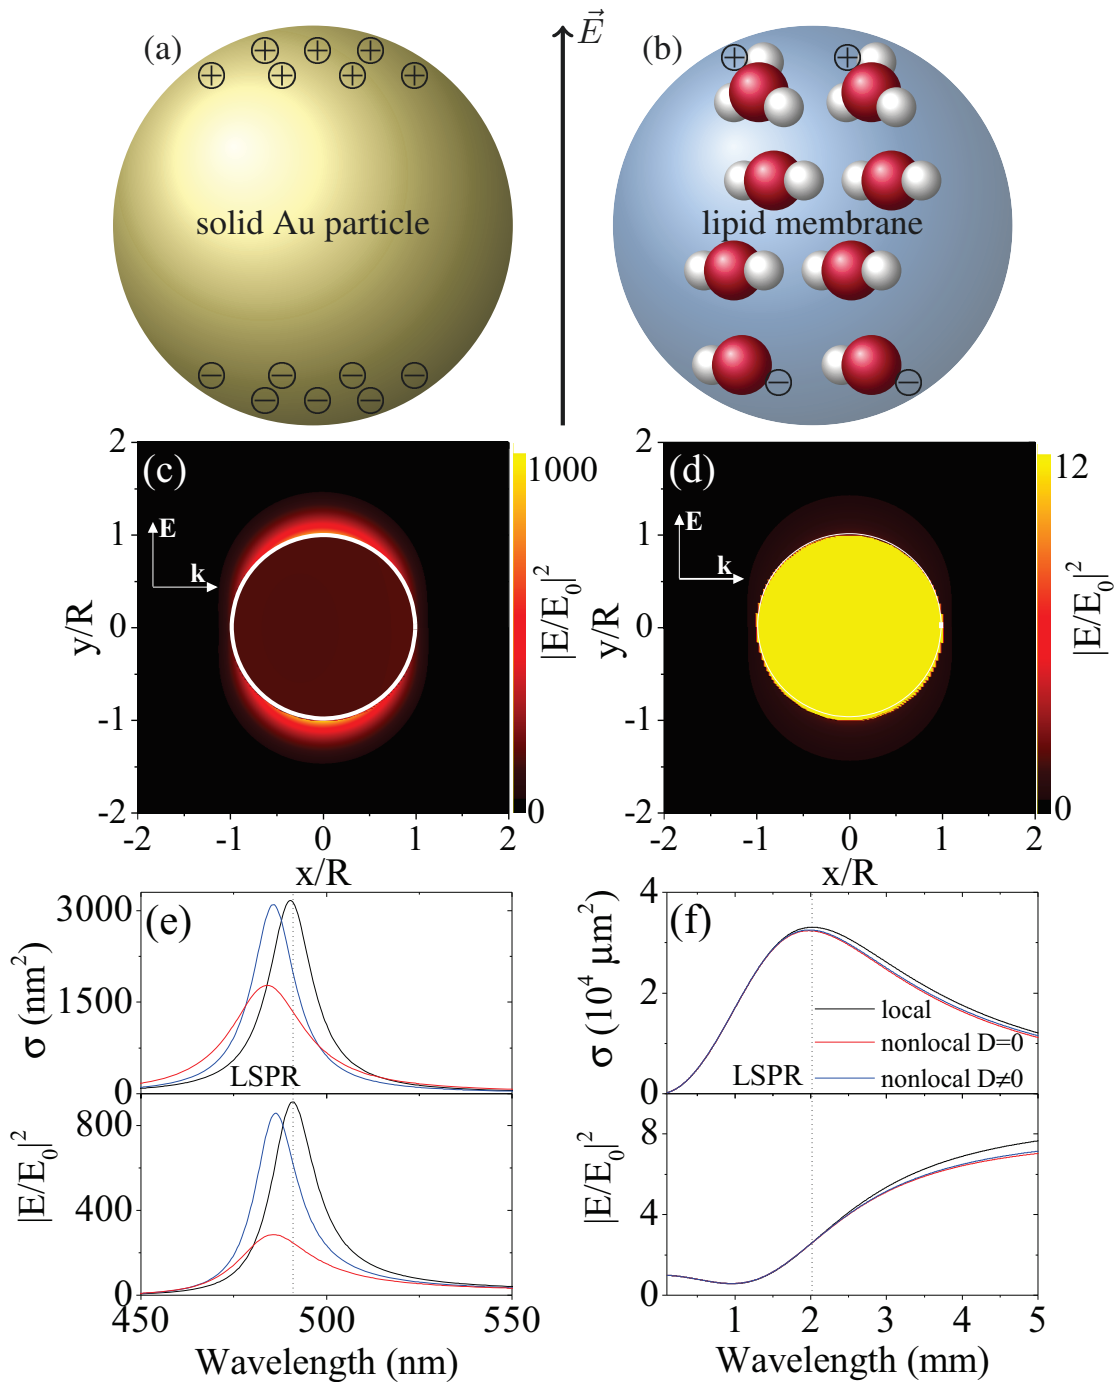 (a)
E
(b)
solid Au particle
lipid membrane
(c)
E
k
y/R
2
1
0
-1
-2
-2 -1 0 1 2
x/R
1000
0
|E/E₀|²
(d)
E
k
y/R
2
1
0
-1
-2
-2 -1 0 1 2
x/R
12
0
|E/E₀|²
(e)
σ (nm²)
3000
1500
0
LSPR
|E/E₀|²
800
400
0
450 500 550
Wavelength (nm)
(f)
σ (10⁴ μm²)
4
2
0
local
nonlocal D=0
nonlocal D≠0
LSPR
|E/E₀|²
8
4
0
1 2 3 4 5
Wavelength (mm)